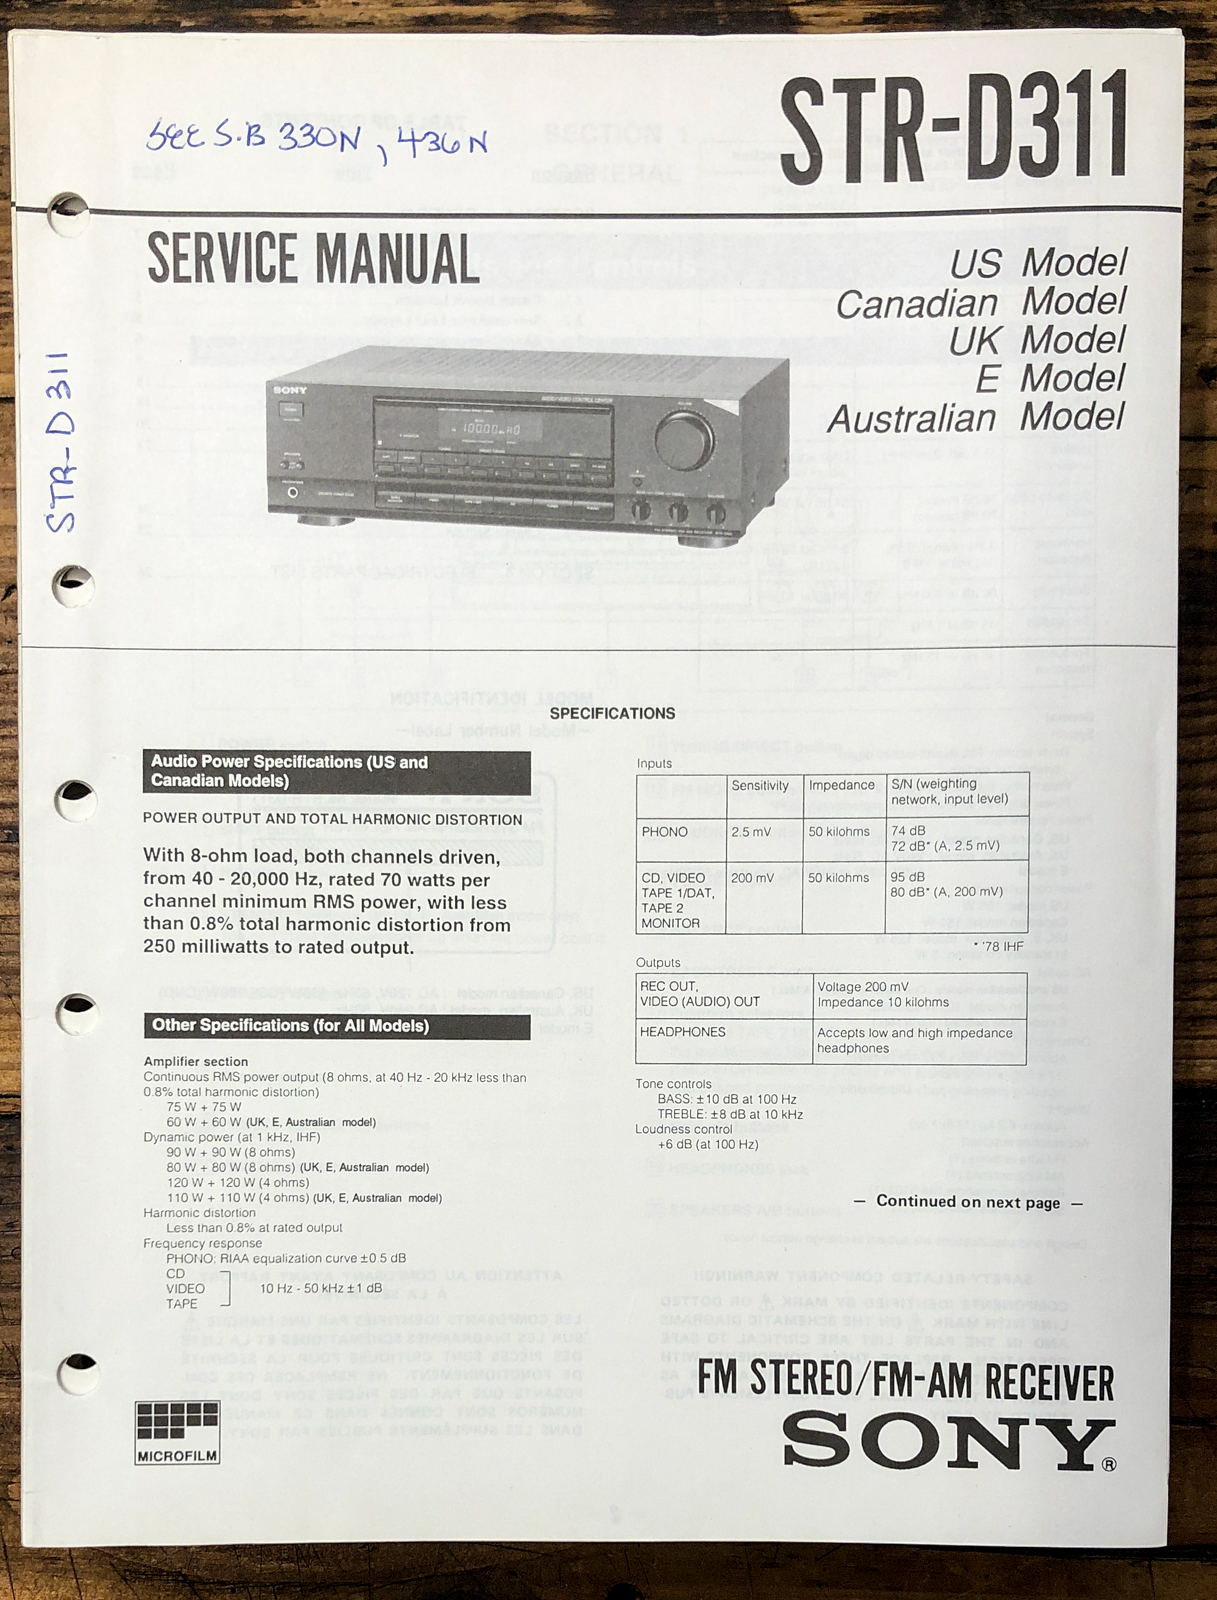 STR-D311
SEE S.B 330N, 436N
SERVICE MANUAL
US Model
Canadian Model
UK Model
E Model
Australian Model
STR-D311
SONY
SPECIFICATIONS
Audio Power Specifications (US and
Canadian Models)
POWER OUTPUT AND TOTAL HARMONIC DISTORTION
With 8-ohm load, both channels driven,
from 40 - 20,000 Hz, rated 70 watts per
channel minimum RMS power, with less
than 0.8% total harmonic distortion from
250 milliwatts to rated output.
Other Specifications (for All Models)
Amplifier section
Continuous RMS power output (8 ohms, at 40 Hz - 20 kHz less than
0.8% total harmonic distortion)
75 W + 75 W
60 W + 60 W (UK, E, Australian model)
Dynamic power (at 1 kHz, IHF)
90 W + 90 W (8 ohms)
80 W + 80 W (8 ohms) (UK, E, Australian model)
120 W + 120 W (4 ohms)
110 W + 110 W (4 ohms) (UK, E, Australian model)
Harmonic distortion
Less than 0.8% at rated output
Frequency response
PHONO: RIAA equalization curve ±0.5 dB
CD
VIDEO 10 Hz - 50 kHz ±1 dB
TAPE
Inputs
Sensitivity Impedance S/N (weighting
network, input level)
PHONO 2.5 mV 50 kilohms 74 dB
72 dB* (A, 2.5 mV)
CD, VIDEO 200 mV 50 kilohms 95 dB
TAPE 1/DAT, 80 dB* (A, 200 mV)
TAPE 2
MONITOR
* '78 IHF
Outputs
REC OUT, Voltage 200 mV
VIDEO (AUDIO) OUT Impedance 10 kilohms
HEADPHONES Accepts low and high impedance
headphones
Tone controls
BASS: ±10 dB at 100 Hz
TREBLE: ±8 dB at 10 kHz
Loudness control
+6 dB (at 100 Hz)
— Continued on next page —
MICROFILM
FM STEREO/FM-AM RECEIVER
SONY®